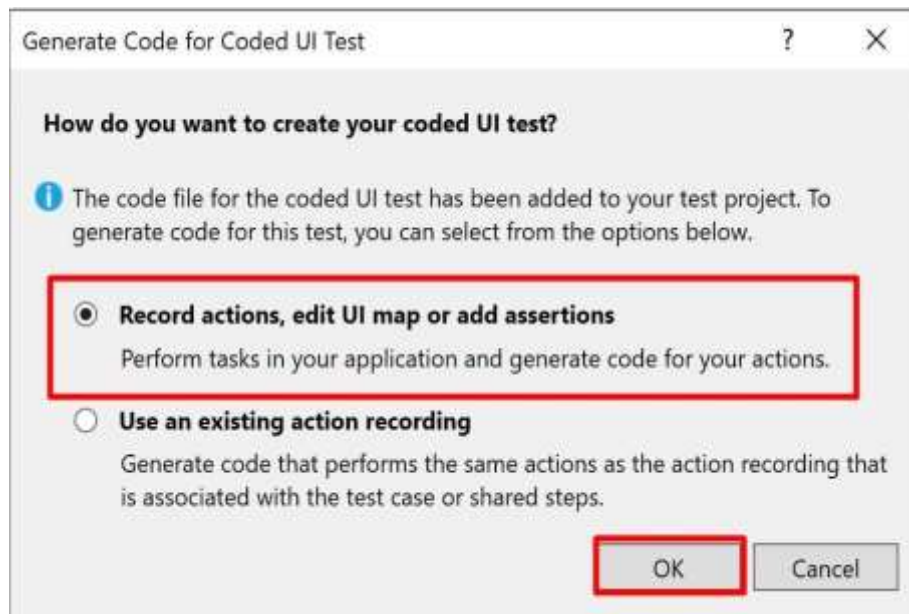 Generate Code for Coded UI Test
?
How do you want to create your coded UI test?
The code file for the coded UI test has been added to your test project. To
generate code for this test, you can select from the options below.
Record actions, edit UI map or add assertions
Perform tasks in your application and generate code for your actions.
Use an existing action recording
Generate code that performs the same actions as the action recording that
is associated with the test case or shared steps.
OK
Cancel